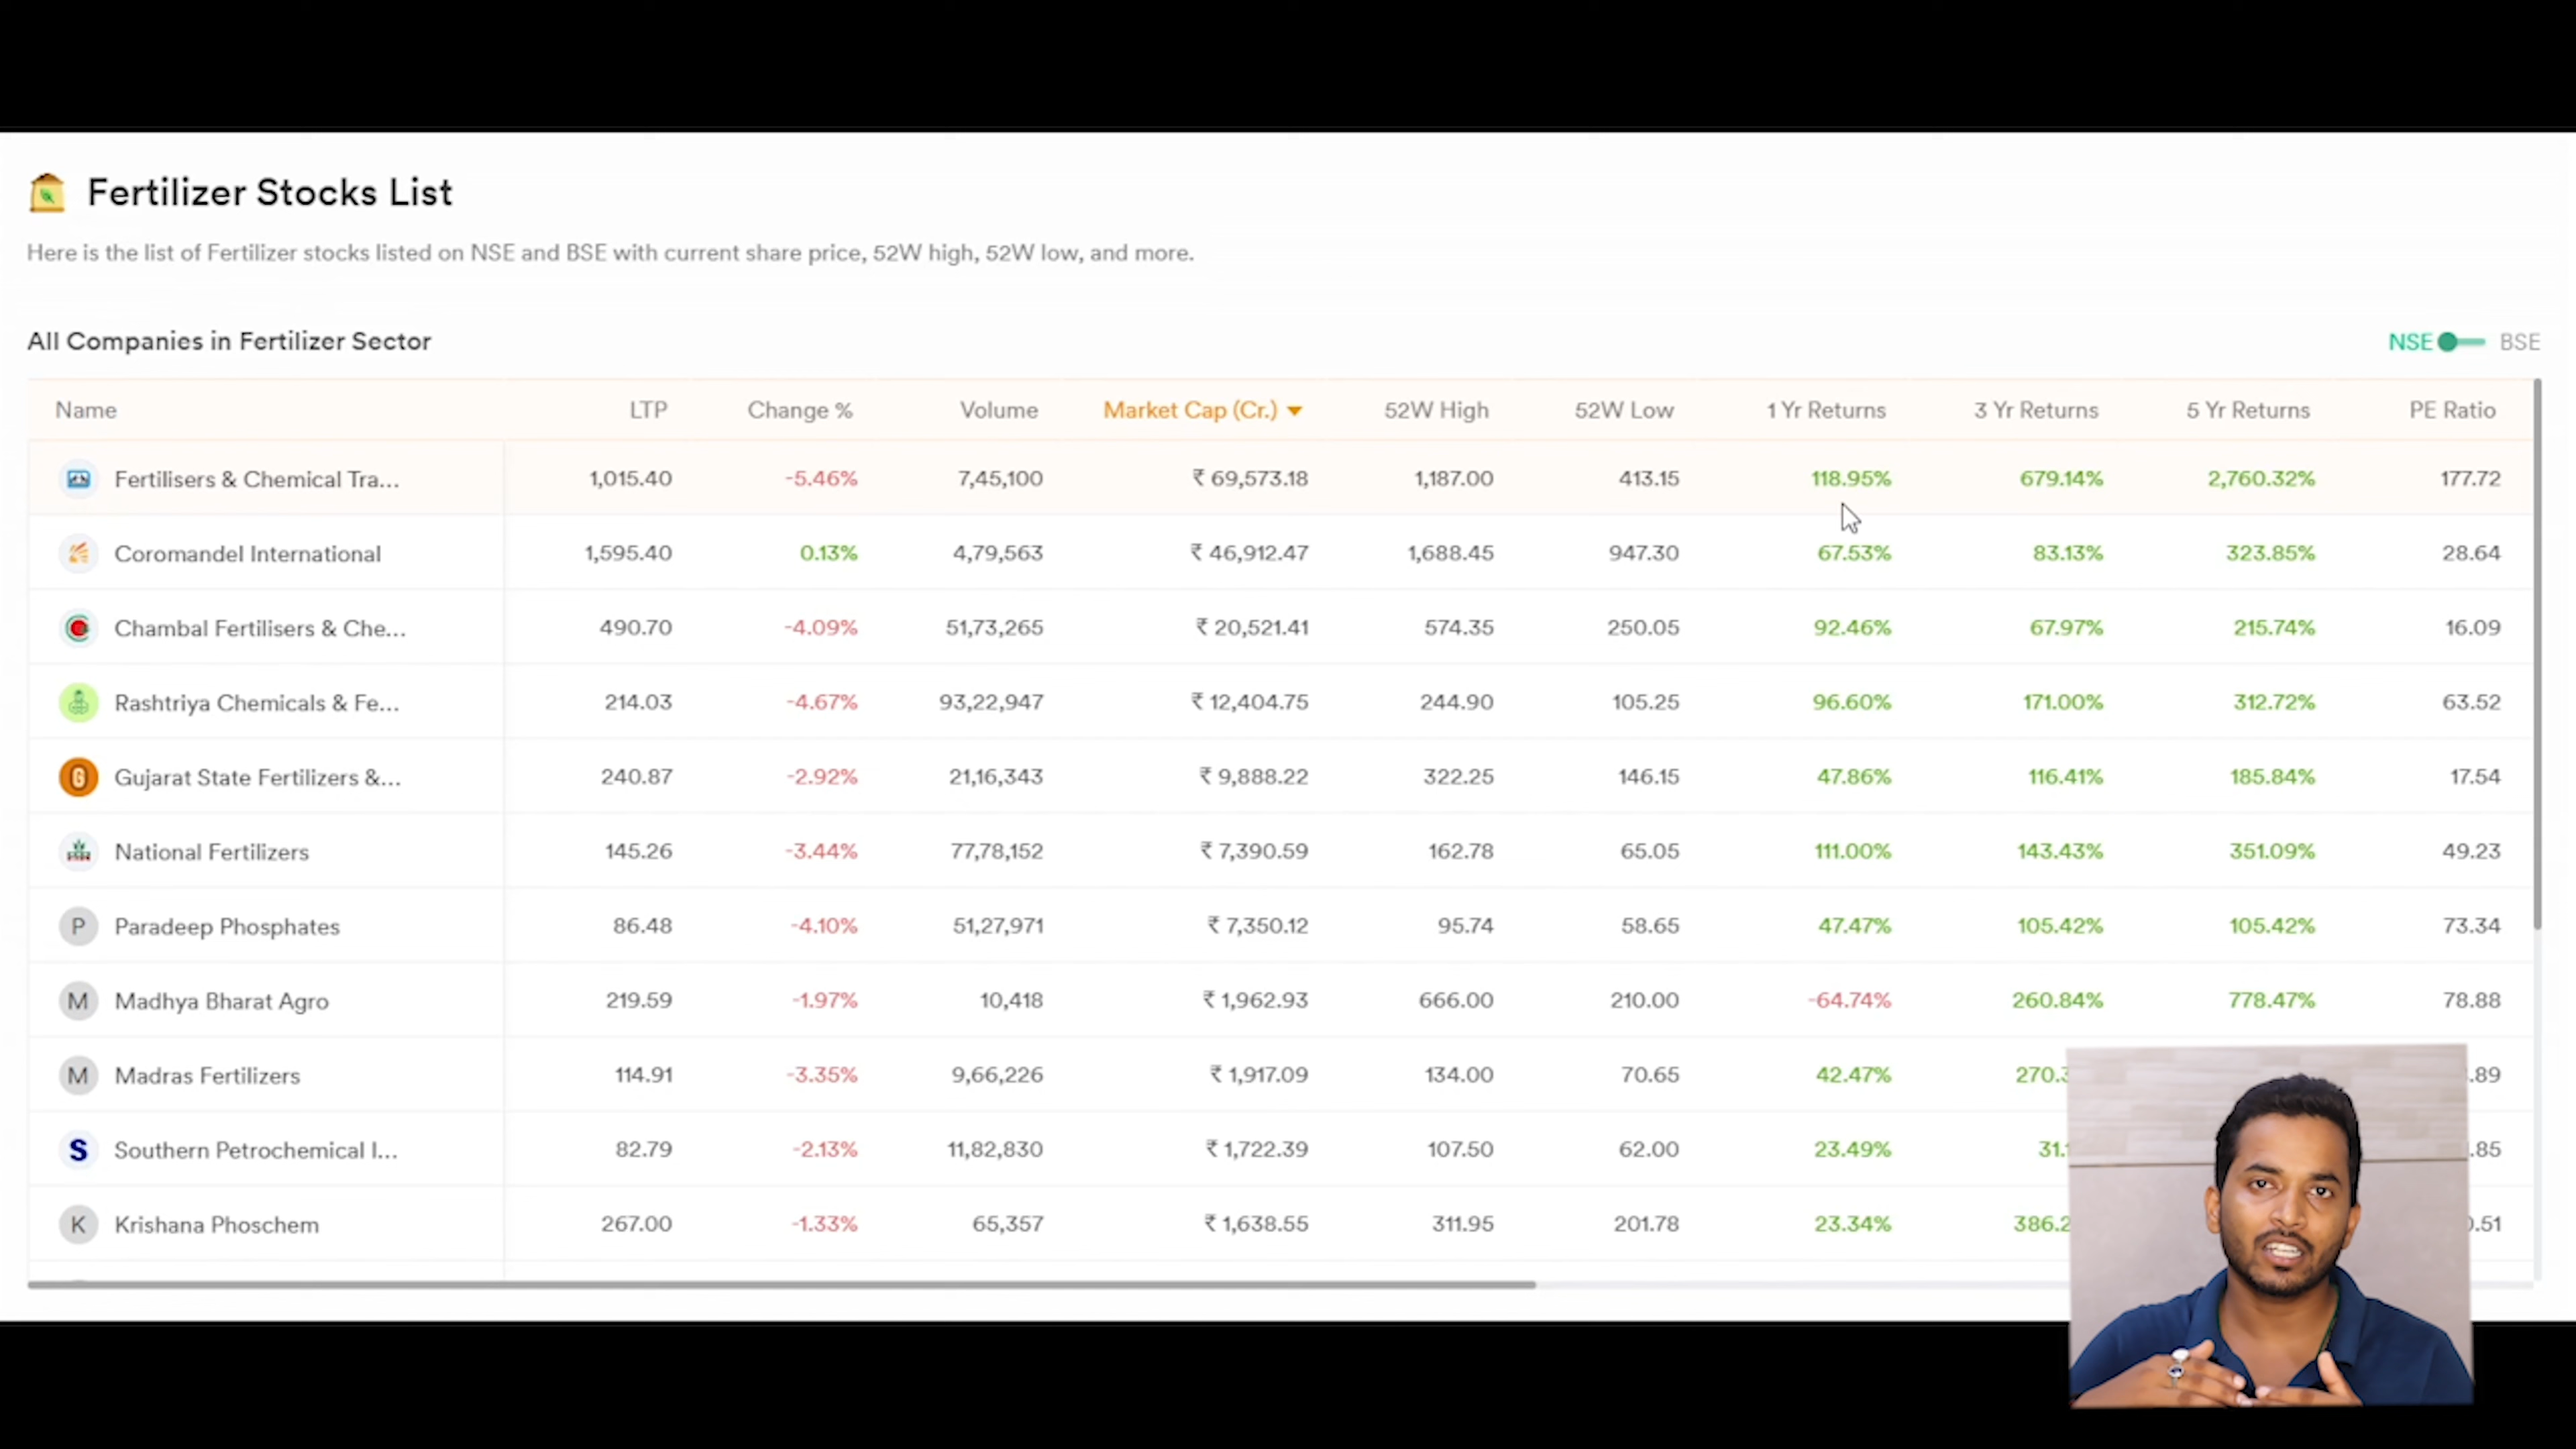 Fertilizer Stocks List
Here is the list of Fertilizer stocks listed on NSE and BSE with current share price, 52W high, 52W low, and more.
All Companies in Fertilizer Sector NSE BSE
Name LTP Change % Volume Market Cap (Cr.) 52W High 52W Low 1 Yr Returns 3 Yr Returns 5 Yr Returns PE Ratio
Fertilisers & Chemical Tra... 1,015.40 -5.46% 7,45,100 ₹ 69,573.18 1,187.00 413.15 118.95% 679.14% 2,760.32% 177.72
Coromandel International 1,595.40 0.13% 4,79,563 ₹ 46,912.47 1,688.45 947.30 67.53% 83.13% 323.85% 28.64
Chambal Fertilisers & Che... 490.70 -4.09% 51,73,265 ₹ 20,521.41 574.35 250.05 92.46% 67.97% 215.74% 16.09
Rashtriya Chemicals & Fe... 214.03 -4.67% 93,22,947 ₹ 12,404.75 244.90 105.25 96.60% 171.00% 312.72% 63.52
G Gujarat State Fertilizers &... 240.87 -2.92% 21,16,343 ₹ 9,888.22 322.25 146.15 47.86% 116.41% 185.84% 17.54
National Fertilizers 145.26 -3.44% 77,78,152 ₹ 7,390.59 162.78 65.05 111.00% 143.43% 351.09% 49.23
P Paradeep Phosphates 86.48 -4.10% 51,27,971 ₹ 7,350.12 95.74 58.65 47.47% 105.42% 105.42% 73.34
M Madhya Bharat Agro 219.59 -1.97% 10,418 ₹ 1,962.93 666.00 210.00 -64.74% 260.84% 778.47% 78.88
M Madras Fertilizers 114.91 -3.35% 9,66,226 ₹ 1,917.09 134.00 70.65 42.47% .89
S Southern Petrochemical I... 82.79 -2.13% 11,82,830 ₹ 1,722.39 107.50 62.00 23.49% .85
K Krishana Phoschem 267.00 -1.33% 65,357 ₹ 1,638.55 311.95 201.78 23.34% .51